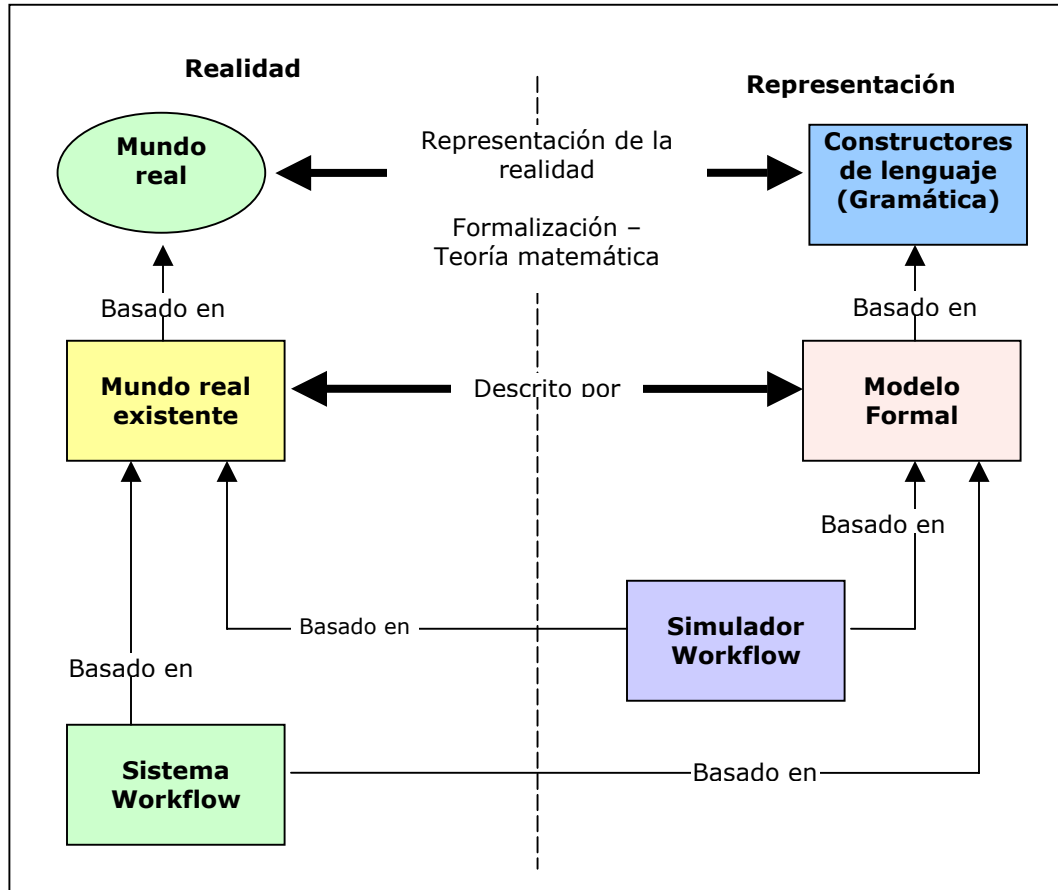 Realidad
Representación
Mundo
real
Representación de la
realidad
Constructores
de lenguaje
(Gramática)
Formalización –
Teoría matemática
Basado en
Basado en
Mundo real
existente
Descrito por
Modelo
Formal
Basado en
Basado en
Simulador
Workflow
Basado en
Sistema
Workflow
Basado en